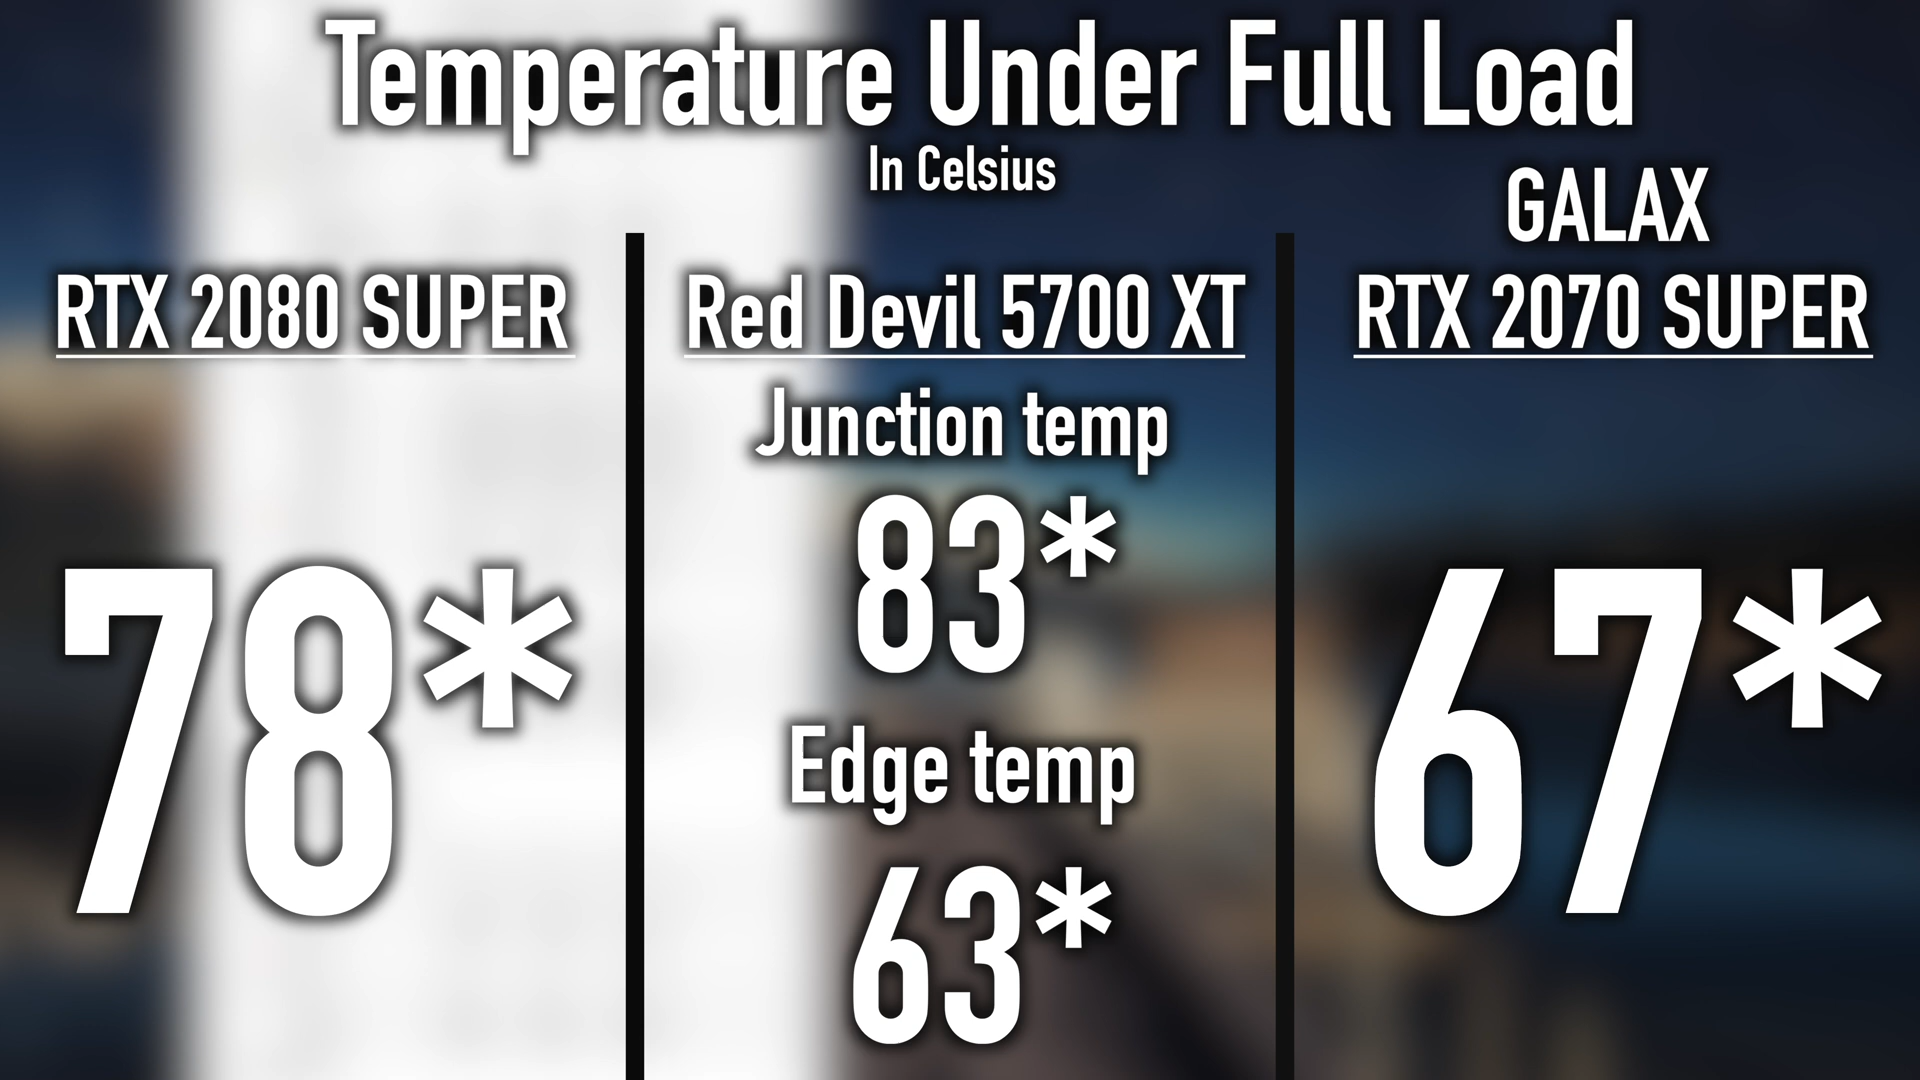 Temperature Under Full Load
In Celsius
RTX 2080 SUPER
78*
Red Devil 5700 XT
Junction temp
83*
Edge temp
63*
GALAX
RTX 2070 SUPER
67*